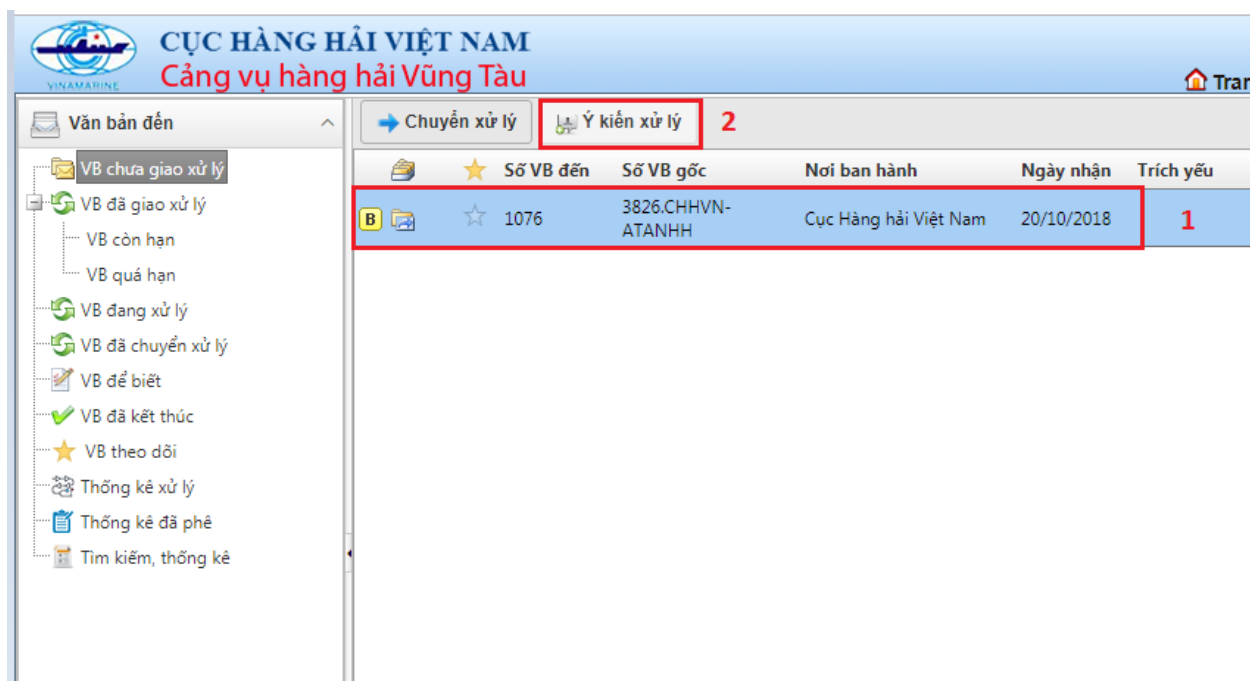 CỤC HÀNG HẢI VIỆT NAM
VINAMARINE
Cảng vụ hàng hải Vũng Tàu
Tran
Văn bản đến
Chuyển xử lý
Ý kiến xử lý
2
VB chưa giao xử lý
Số VB đến
Số VB gốc
Nơi ban hành
Ngày nhận
Trích yếu
VB đã giao xử lý
B
1076
3826.CHHVN-
ATANHH
Cục Hàng hải Việt Nam
20/10/2018
1
VB còn hạn
VB quá hạn
VB đang xử lý
VB đã chuyển xử lý
VB để biết
VB đã kết thúc
VB theo dõi
Thống kê xử lý
Thống kê đã phê
Tìm kiếm, thống kê